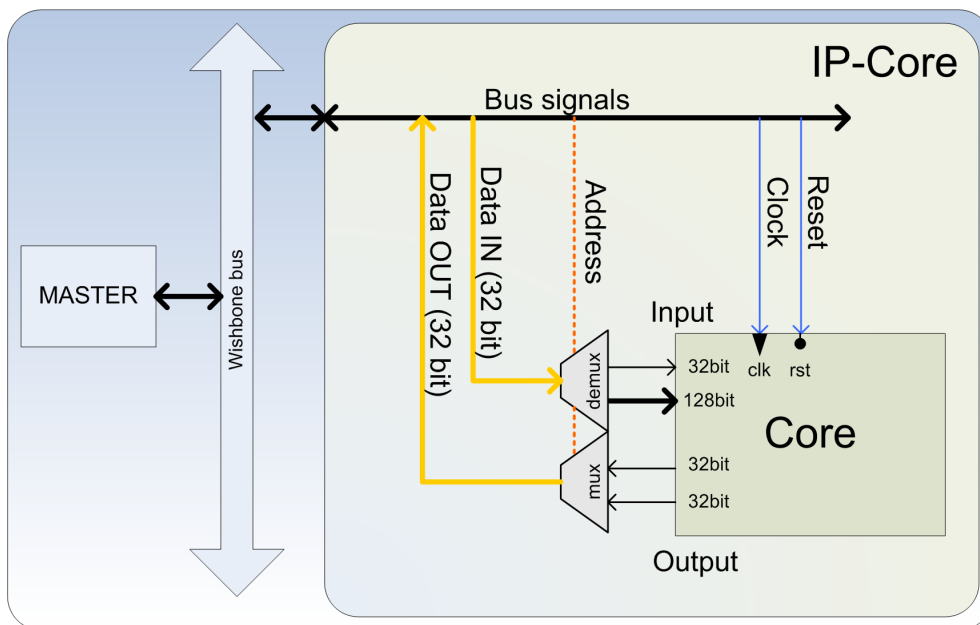 IP-Core
Bus signals
Data OUT (32 bit)
Data IN (32 bit)
Address
Clock
Reset
MASTER
Wishbone bus
Input
demux
32bit
clk
rst
128bit
Core
mux
32bit
32bit
Output